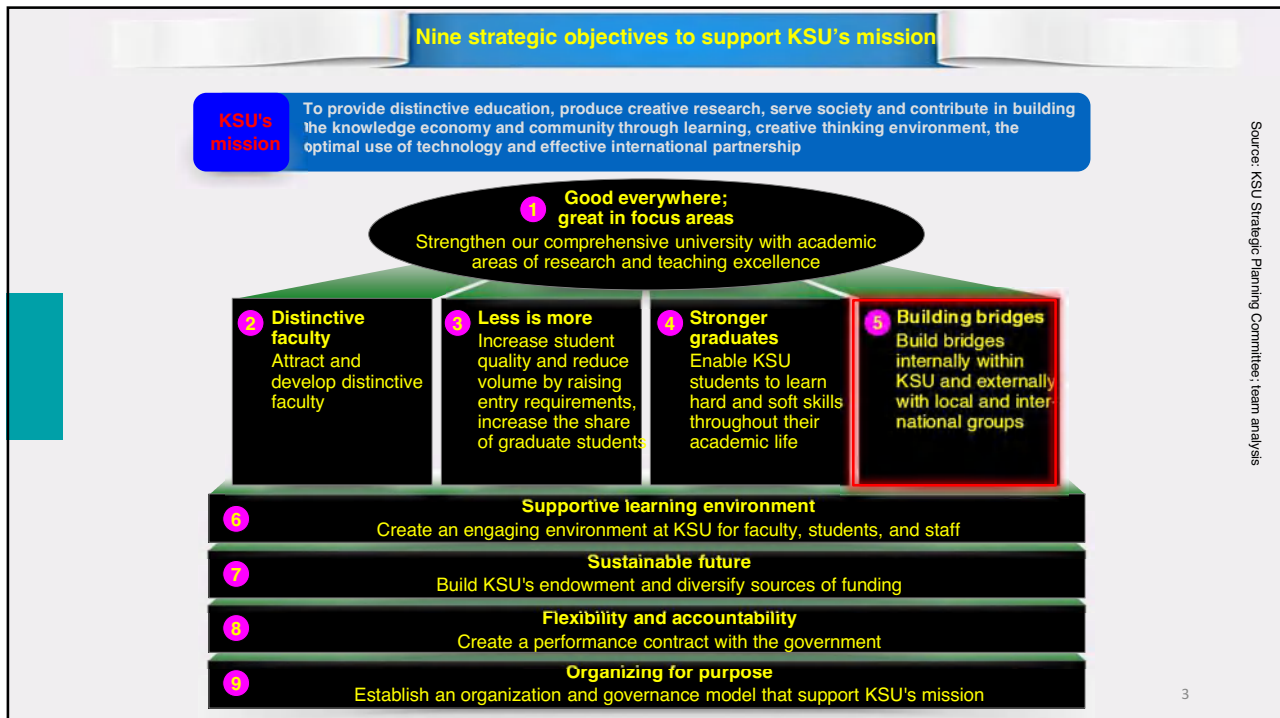 Nine strategic objectives to support KSU's mission
KSU's
mission
To provide distinctive education, produce creative research, serve society and contribute in building
the knowledge economy and community through learning, creative thinking environment, the
optimal use of technology and effective international partnership
1
Good everywhere;
great in focus areas
Strengthen our comprehensive university with academic
areas of research and teaching excellence
2
Distinctive
faculty
Attract and
develop distinctive
faculty
3
Less is more
Increase student
quality and reduce
volume by raising
entry requirements,
increase the share
of graduate students
4
Stronger
graduates
Enable KSU
students to learn
hard and soft skills
throughout their
academic life
5
Building bridges
Build bridges
internally within
KSU and externally
with local and inter-
national groups
6
Supportive learning environment
Create an engaging environment at KSU for faculty, students, and staff
7
Sustainable future
Build KSU's endowment and diversify sources of funding
8
Flexibility and accountability
Create a performance contract with the government
9
Organizing for purpose
Establish an organization and governance model that support KSU's mission
Source: KSU Strategic Planning Committee; team analysis
3